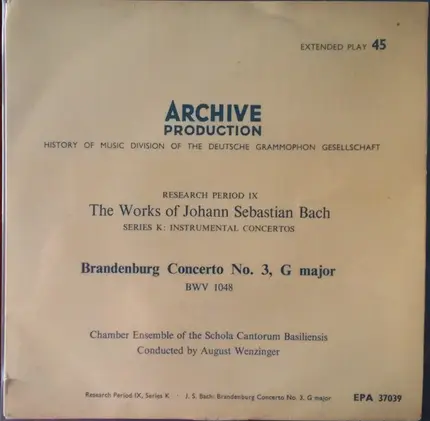 EXTENDED PLAY 45
ARCHIVE
PRODUCTION
HISTORY OF MUSIC DIVISION OF THE DEUTSCHE GRAMMOPHON GESELLSCHAFT
RESEARCH PERIOD IX
The Works of Johann Sebastian Bach
SERIES K: INSTRUMENTAL CONCERTOS
Brandenburg Concerto No. 3, G major
BWV 1048
Chamber Ensemble of the Schola Cantorum Basiliensis
Conducted by August Wenzinger
Research Period IX, Series K · J. S. Bach: Brandenburg Concerto No. 3, G major EPA 37039